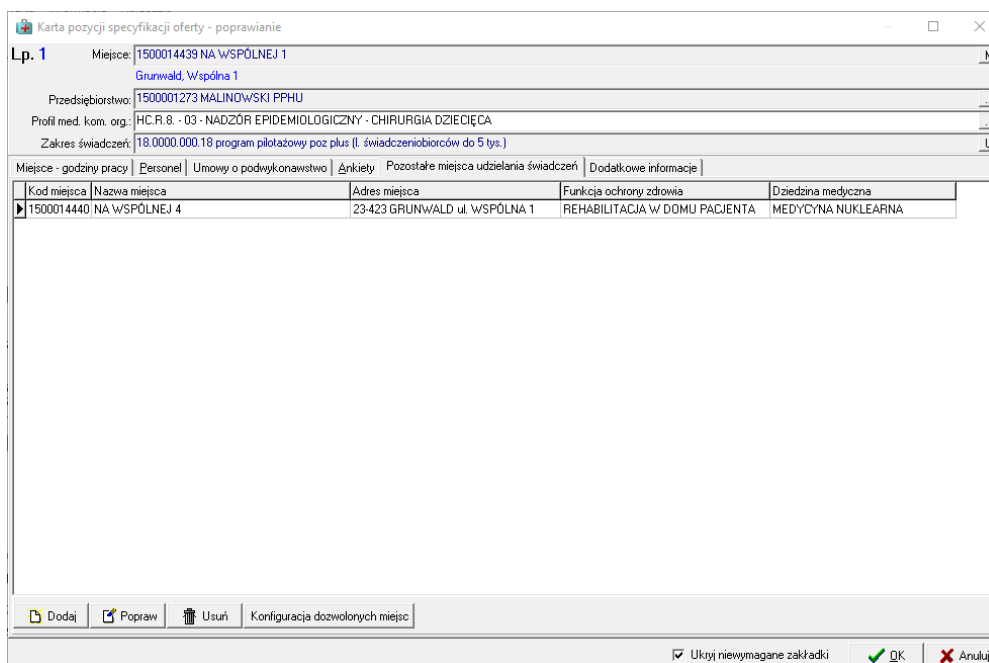 Karta pozycji specyfikacji oferty - poprawianie
Lp. 1 Miejsce: 1500014439 NA WSPÓLNEJ 1
Grunwald, Wspólna 1
Przedsiębiorstwo: 1500001273 MALINOWSKI PPHU ...
Profil med. kom. org.: HC.R.8. - 03 - NADZÓR EPIDEMIOLOGICZNY - CHIRURGIA DZIECIĘCA ...
Zakres świadczeń: 18.0000.000.18 program pilotażowy poz plus (l. świadczeniobiorców do 5 tys.)
Miejsce - godziny pracy Personel Umowy o podwykonawstwo Ankiety Pozostałe miejsca udzielania świadczeń Dodatkowe informacje
Kod miejsca Nazwa miejsca Adres miejsca Funkcja ochrony zdrowia Dziedzina medyczna
1500014440 NA WSPÓLNEJ 4 23-423 GRUNWALD ul. WSPÓLNA 1 REHABILITACJA W DOMU PACJENTA MEDYCYNA NUKLEARNA
Dodaj Popraw Usuń Konfiguracja dozwolonych miejsc
Ukryj niewymagane zakładki OK Anuluj